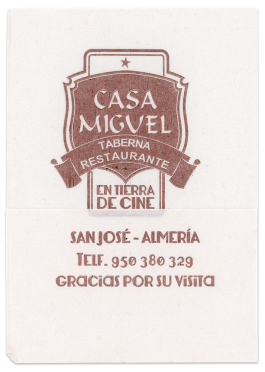 CASA
MIGUEL
TABERNA
RESTAURANTE
EN TIERRA
DE CINE
SAN JOSÉ - ALMERÍA
TELF. 950 380 329
GRACIAS POR SU VISITA